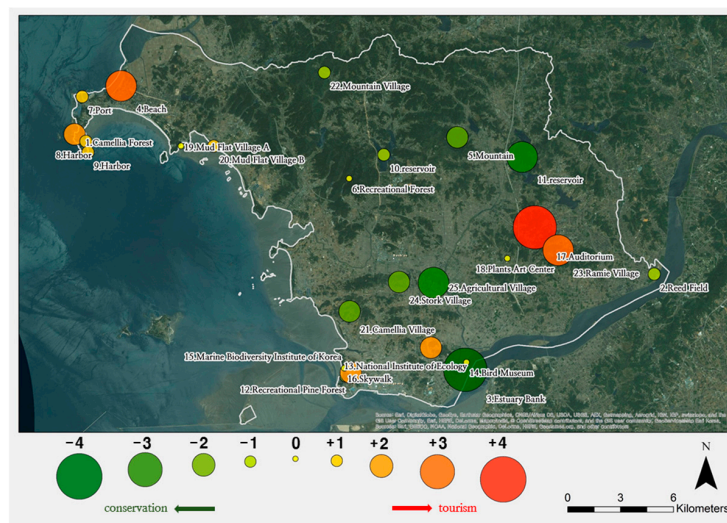 22.Mountain Village
7.Port
4.Beach
1.Camellia Forest
8.Harbor
9.Harbor
19.Mud Flat Village A
20.Mud Flat Village B
5.Mountain
10.reservoir
11.reservoir
6.Recreational Forest
17.Auditorium
18.Plants Art Center
23.Ramie Village
2.Reed Field
25.Agricultural Village
24.Stork Village
21.Camellia Village
15.Marine Biodiversity Institute of Korea
13.National Institute of Ecology
14.Bird Museum
16.Skywalk
12.Recreational Pine Forest
3.Estuary Bank
−4 −3 −2 −1 0 +1 +2 +3 +4
conservation tourism
N
0 3 6
Kilometers